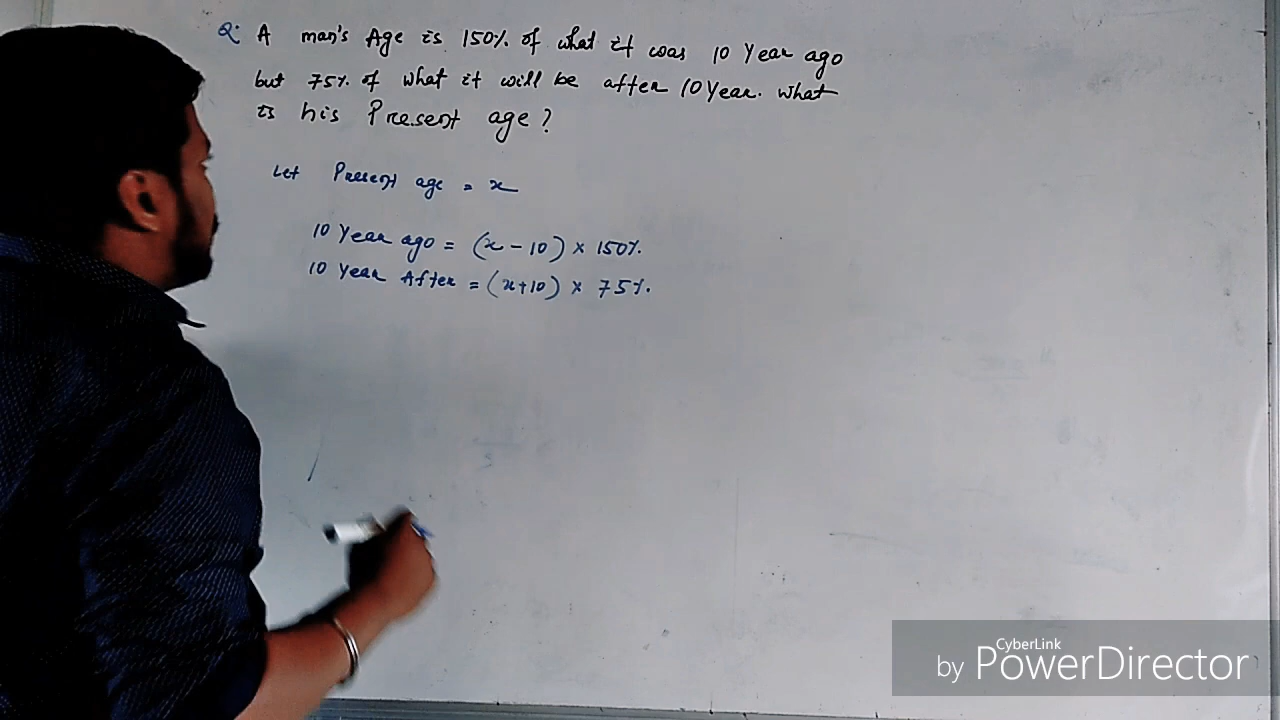 Q: A man's Age is 150% of what it was 10 Year ago
but 75% of what it will be after 10 Year. What
is his Present age?
Let Present age = x
10 Year ago = (x - 10) × 150%.
10 Year After = (x+10) × 75%.
CyberLink
by PowerDirector